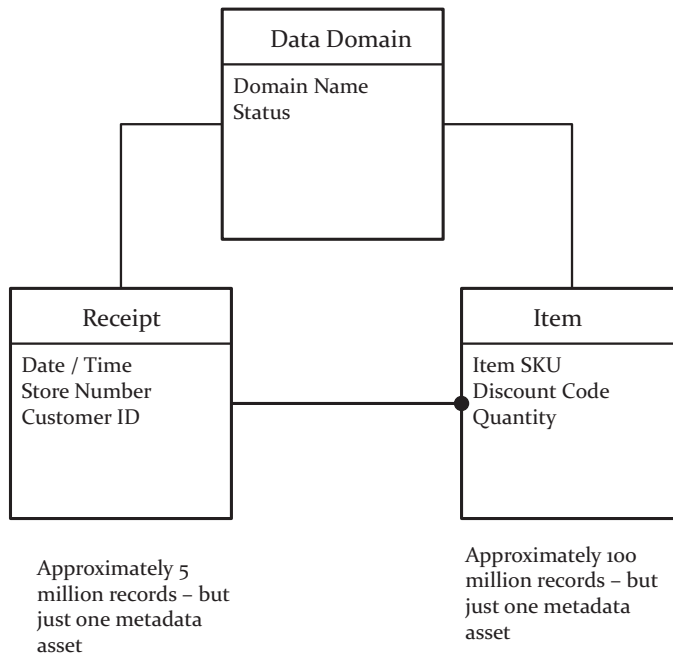 Data Domain
Domain Name
Status
Receipt
Date / Time
Store Number
Customer ID
Item
Item SKU
Discount Code
Quantity
Approximately 5
million records – but
just one metadata
asset
Approximately 100
million records – but
just one metadata
asset